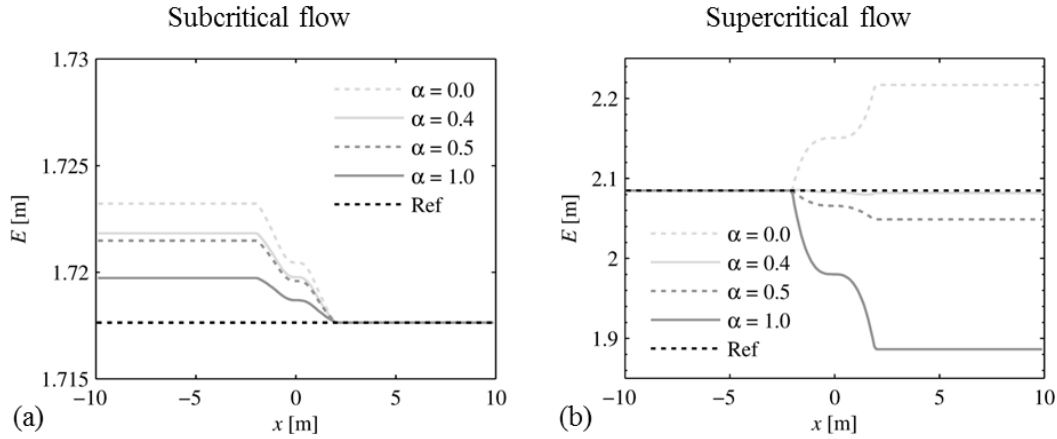 Subcritical flow
Supercritical flow
1.73
1.725
1.72
1.715
E [m]
α = 0.0
α = 0.4
α = 0.5
α = 1.0
Ref
−10
−5
0
5
10
x [m]
(a)
2.2
2.1
2
1.9
E [m]
α = 0.0
α = 0.4
α = 0.5
α = 1.0
Ref
−10
−5
0
5
10
x [m]
(b)